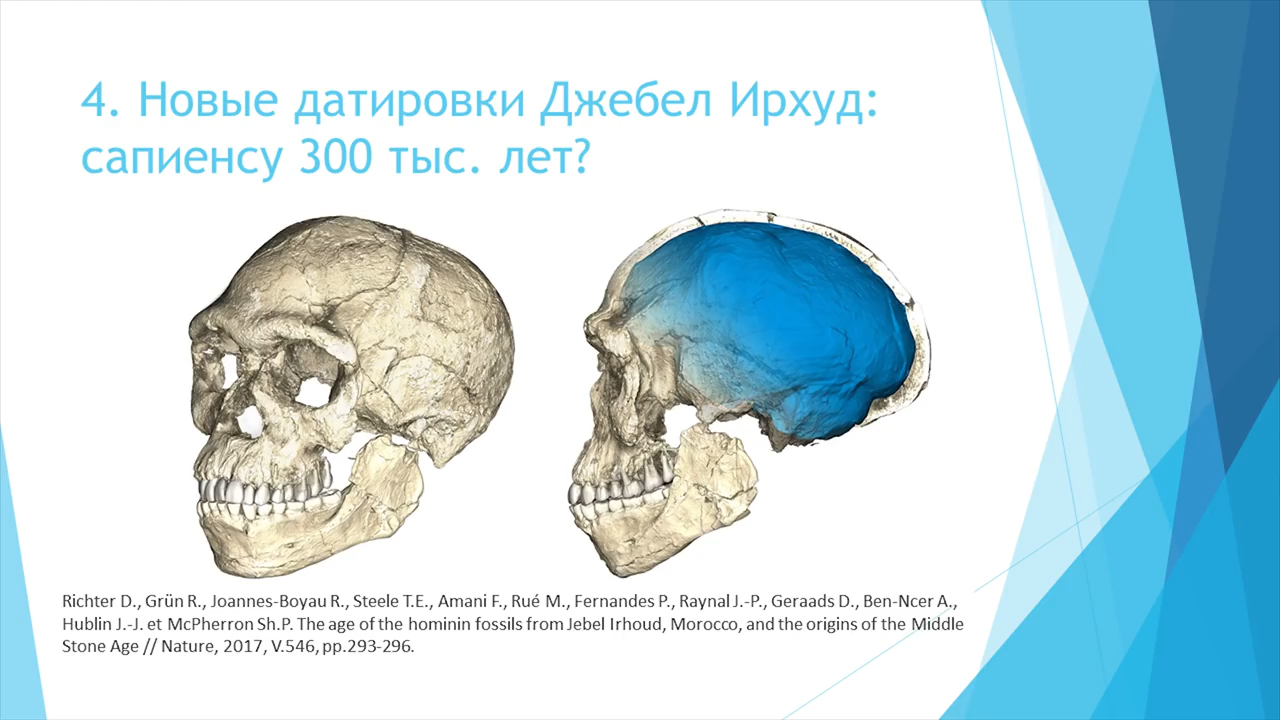 4. Новые датировки Джебел Ирхуд:
сапиенсу 300 тыс. лет?
Richter D., Grün R., Joannes-Boyau R., Steele T.E., Amani F., Rué M., Fernandes P., Raynal J.-P., Geraads D., Ben-Ncer A.,
Hublin J.-J. et McPherron Sh.P. The age of the hominin fossils from Jebel Irhoud, Morocco, and the origins of the Middle
Stone Age // Nature, 2017, V.546, pp.293-296.